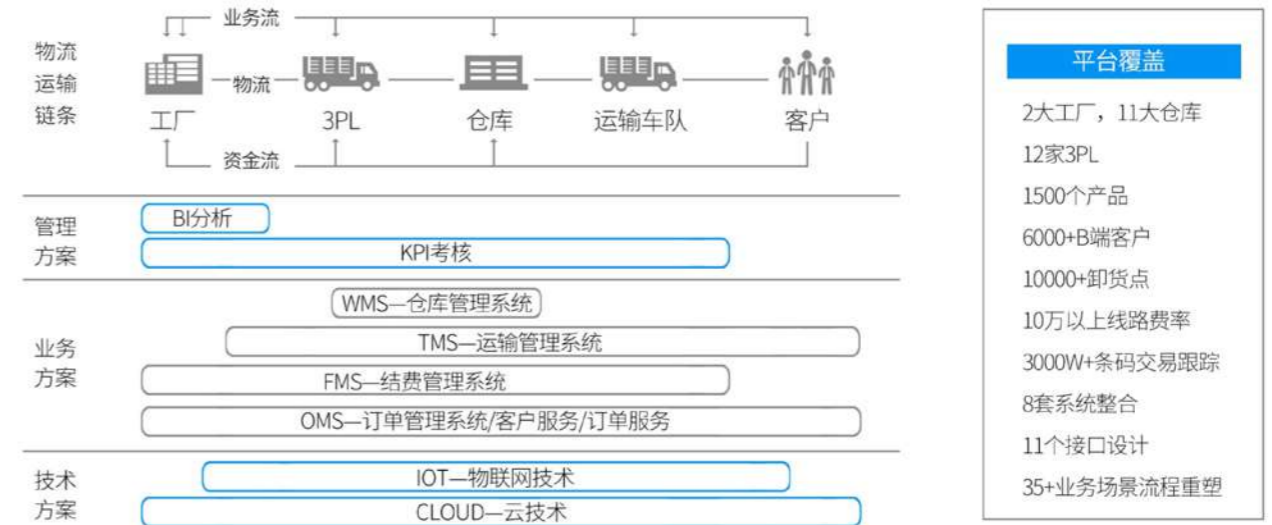 业务流
物流
运输
链条
物流
工厂
3PL
仓库
运输车队
客户
资金流
管理
方案
BI分析
KPI考核
业务
方案
WMS—仓库管理系统
TMS—运输管理系统
FMS—结费管理系统
OMS—订单管理系统/客户服务/订单服务
技术
方案
IOT—物联网技术
CLOUD—云技术
平台覆盖
2大工厂，11大仓库
12家3PL
1500个产品
6000+B端客户
10000+卸货点
10万以上线路费率
3000W+条码交易跟踪
8套系统整合
11个接口设计
35+业务场景流程重塑